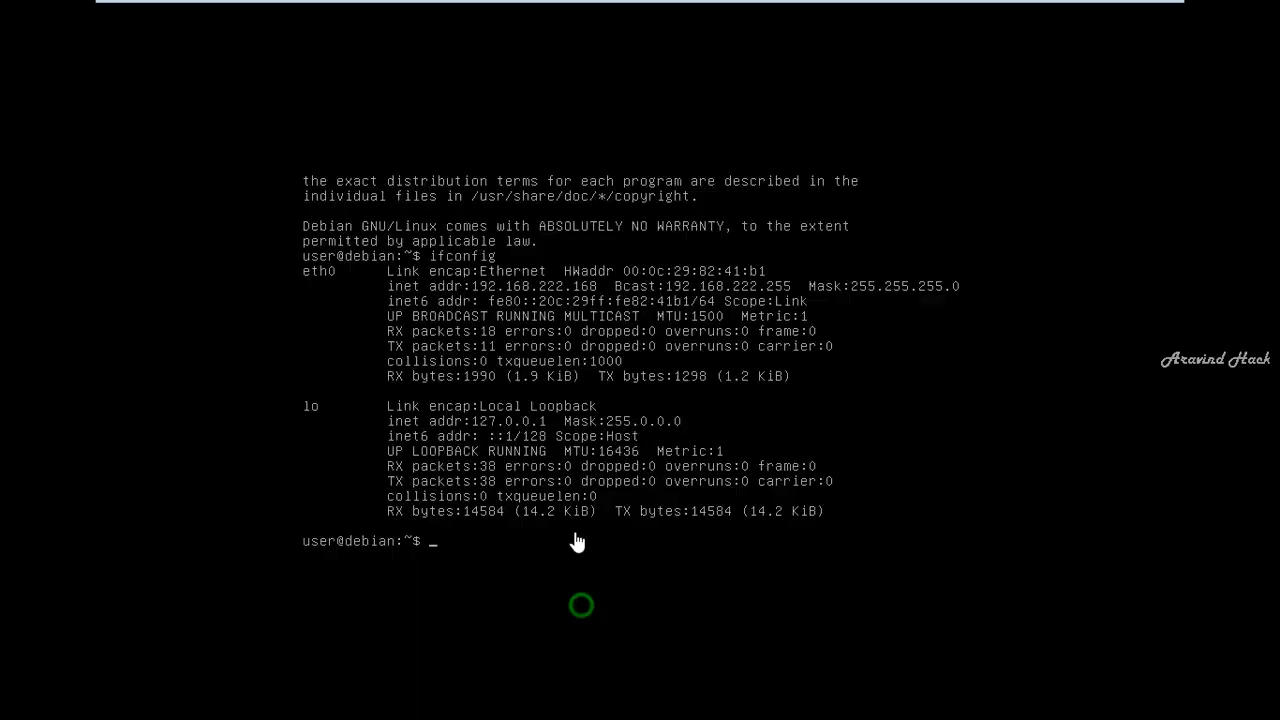 the exact distribution terms for each program are described in the
individual files in /usr/share/doc/*/copyright.
Debian GNU/Linux comes with ABSOLUTELY NO WARRANTY, to the extent
permitted by applicable law.
user@debian:~$ ifconfig
eth0 Link encap:Ethernet HWaddr 00:0c:29:82:41:b1
inet addr:192.168.222.168 Bcast:192.168.222.255 Mask:255.255.255.0
inet6 addr: fe80::20c:29ff:fe82:41b1/64 Scope:Link
UP BROADCAST RUNNING MULTICAST MTU:1500 Metric:1
RX packets:18 errors:0 dropped:0 overruns:0 frame:0
TX packets:11 errors:0 dropped:0 overruns:0 carrier:0
collisions:0 txqueuelen:1000
RX bytes:1990 (1.9 KiB) TX bytes:1298 (1.2 KiB)
Aravind Hack
lo Link encap:Local Loopback
inet addr:127.0.0.1 Mask:255.0.0.0
inet6 addr: ::1/128 Scope:Host
UP LOOPBACK RUNNING MTU:16436 Metric:1
RX packets:38 errors:0 dropped:0 overruns:0 frame:0
TX packets:38 errors:0 dropped:0 overruns:0 carrier:0
collisions:0 txqueuelen:0
RX bytes:14584 (14.2 KiB) TX bytes:14584 (14.2 KiB)
user@debian:~$ _